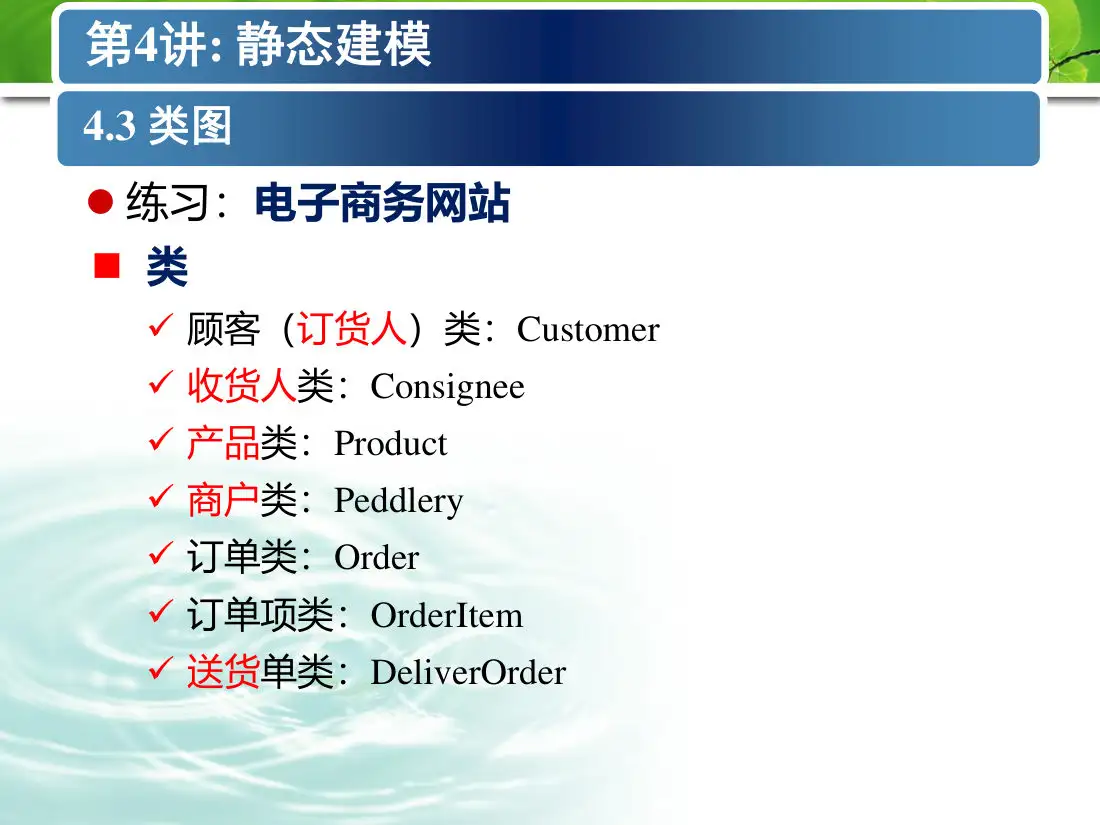 第4讲: 静态建模
4.3 类图
练习：电子商务网站
类
顾客（订货人）类：Customer
收货人类：Consignee
产品类：Product
商户类：Peddlery
订单类：Order
订单项类：OrderItem
送货单类：DeliverOrder